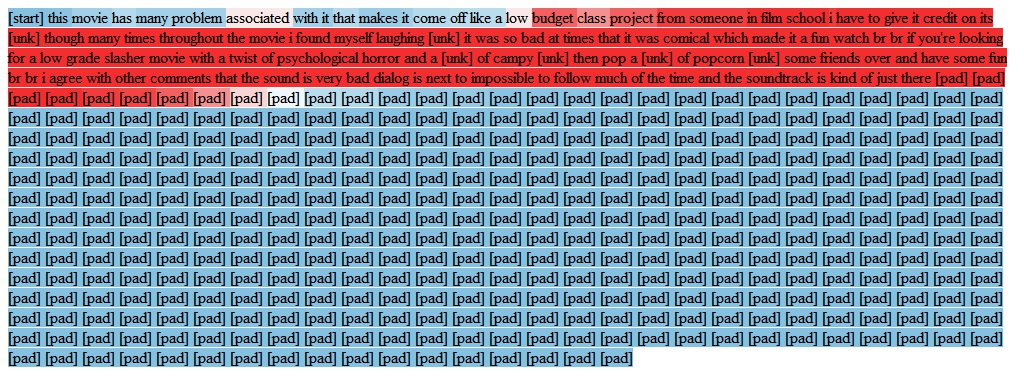 [start] this movie has many problem associated with it that makes it come off like a low budget class project from someone in film school i have to give it credit on its
[unk] though many times throughout the movie i found myself laughing [unk] it was so bad at times that it was comical which made it a fun watch br br if you're looking
for a low grade slasher movie with a twist of psychological horror and a [unk] of campy [unk] then pop a [unk] of popcorn [unk] some friends over and have some fun
br br i agree with other comments that the sound is very bad dialog is next to impossible to follow much of the time and the soundtrack is kind of just there [pad] [pad]
[pad] [pad] [pad] [pad] [pad] [pad] [pad] [pad] [pad] [pad] [pad] [pad] [pad] [pad] [pad] [pad] [pad] [pad] [pad] [pad] [pad] [pad] [pad] [pad] [pad] [pad] [pad]
[pad] [pad] [pad] [pad] [pad] [pad] [pad] [pad] [pad] [pad] [pad] [pad] [pad] [pad] [pad] [pad] [pad] [pad] [pad] [pad] [pad] [pad] [pad] [pad] [pad] [pad] [pad]
[pad] [pad] [pad] [pad] [pad] [pad] [pad] [pad] [pad] [pad] [pad] [pad] [pad] [pad] [pad] [pad] [pad] [pad] [pad] [pad] [pad] [pad] [pad] [pad] [pad] [pad] [pad]
[pad] [pad] [pad] [pad] [pad] [pad] [pad] [pad] [pad] [pad] [pad] [pad] [pad] [pad] [pad] [pad] [pad] [pad] [pad] [pad] [pad] [pad] [pad] [pad] [pad] [pad] [pad]
[pad] [pad] [pad] [pad] [pad] [pad] [pad] [pad] [pad] [pad] [pad] [pad] [pad] [pad] [pad] [pad] [pad] [pad] [pad] [pad] [pad] [pad] [pad] [pad] [pad] [pad] [pad]
[pad] [pad] [pad] [pad] [pad] [pad] [pad] [pad] [pad] [pad] [pad] [pad] [pad] [pad] [pad] [pad] [pad] [pad] [pad] [pad] [pad] [pad] [pad] [pad] [pad] [pad] [pad]
[pad] [pad] [pad] [pad] [pad] [pad] [pad] [pad] [pad] [pad] [pad] [pad] [pad] [pad] [pad] [pad] [pad] [pad] [pad] [pad] [pad] [pad] [pad] [pad] [pad] [pad] [pad]
[pad] [pad] [pad] [pad] [pad] [pad] [pad] [pad] [pad] [pad] [pad] [pad] [pad] [pad] [pad] [pad] [pad] [pad] [pad] [pad] [pad] [pad] [pad] [pad] [pad] [pad] [pad]
[pad] [pad] [pad] [pad] [pad] [pad] [pad] [pad] [pad] [pad] [pad] [pad] [pad] [pad] [pad] [pad] [pad] [pad] [pad] [pad] [pad] [pad] [pad] [pad] [pad] [pad] [pad]
[pad] [pad] [pad] [pad] [pad] [pad] [pad] [pad] [pad] [pad] [pad] [pad] [pad] [pad] [pad] [pad] [pad] [pad] [pad] [pad] [pad] [pad] [pad] [pad] [pad] [pad] [pad]
[pad] [pad] [pad] [pad] [pad] [pad] [pad] [pad] [pad] [pad] [pad] [pad] [pad] [pad] [pad] [pad] [pad] [pad] [pad] [pad] [pad] [pad] [pad] [pad] [pad] [pad] [pad]
[pad] [pad] [pad] [pad] [pad] [pad] [pad] [pad] [pad] [pad] [pad] [pad] [pad] [pad] [pad] [pad] [pad] [pad] [pad] [pad] [pad] [pad] [pad] [pad] [pad] [pad] [pad]
[pad] [pad] [pad] [pad] [pad] [pad] [pad] [pad] [pad] [pad] [pad] [pad] [pad] [pad] [pad] [pad] [pad] [pad] [pad] [pad] [pad] [pad] [pad] [pad] [pad] [pad] [pad]
[pad] [pad] [pad] [pad] [pad] [pad] [pad] [pad] [pad] [pad] [pad] [pad] [pad] [pad] [pad] [pad] [pad]